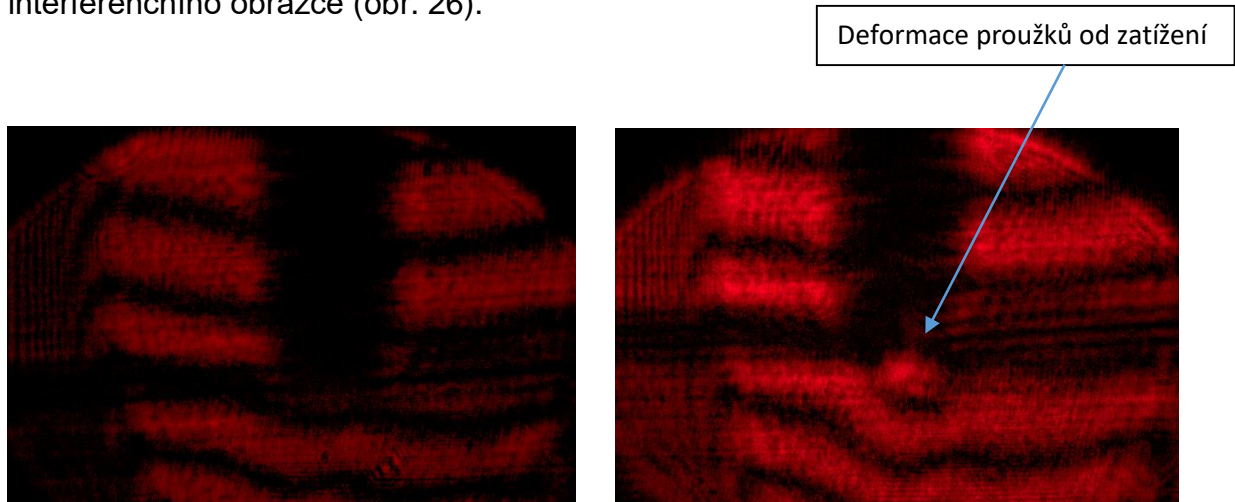 interferenčního obrazce (obr. 26).
Deformace proužků od zatížení